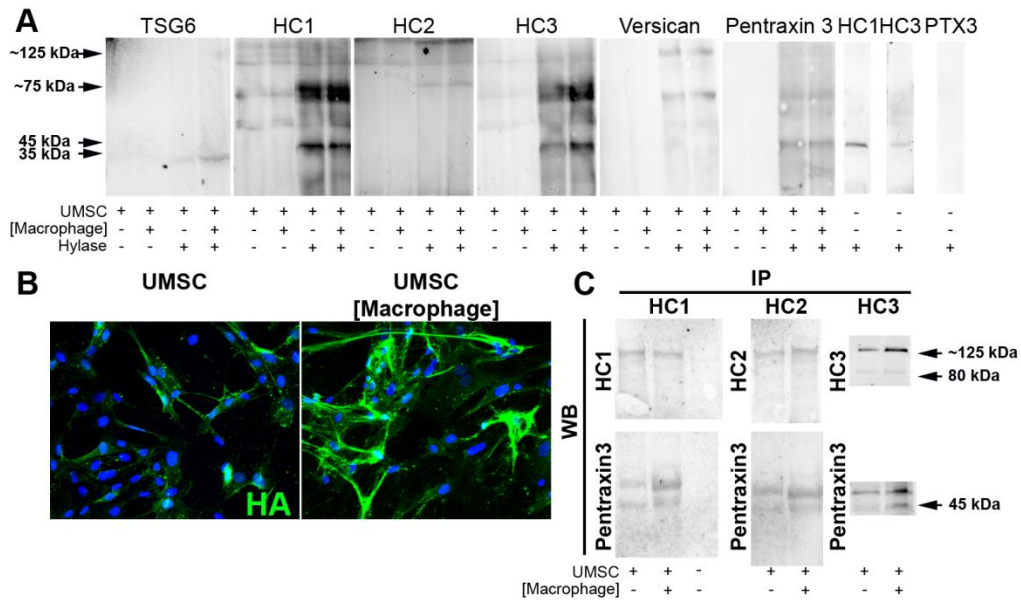 A
TSG6 HC1 HC2 HC3 Versican Pentraxin 3 HC1 HC3 PTX3
~125 kDa
~75 kDa
45 kDa
35 kDa
UMSC + + + + + + + + + + + + + + + + + + + + + + + + - - -
[Macrophage] - + - + - + - + - + - + - + - + - + - + - + - + - - -
Hylase - - + + - - + + - - + + - - + + - - + + - - + + + + +
B
UMSC
UMSC
[Macrophage]
HA
C
IP
HC1 HC2 HC3
WB
HC1 HC2 HC3
~125 kDa
80 kDa
Pentraxin3 Pentraxin3 Pentraxin3
45 kDa
UMSC + + - + + + +
[Macrophage] - + - - + - +